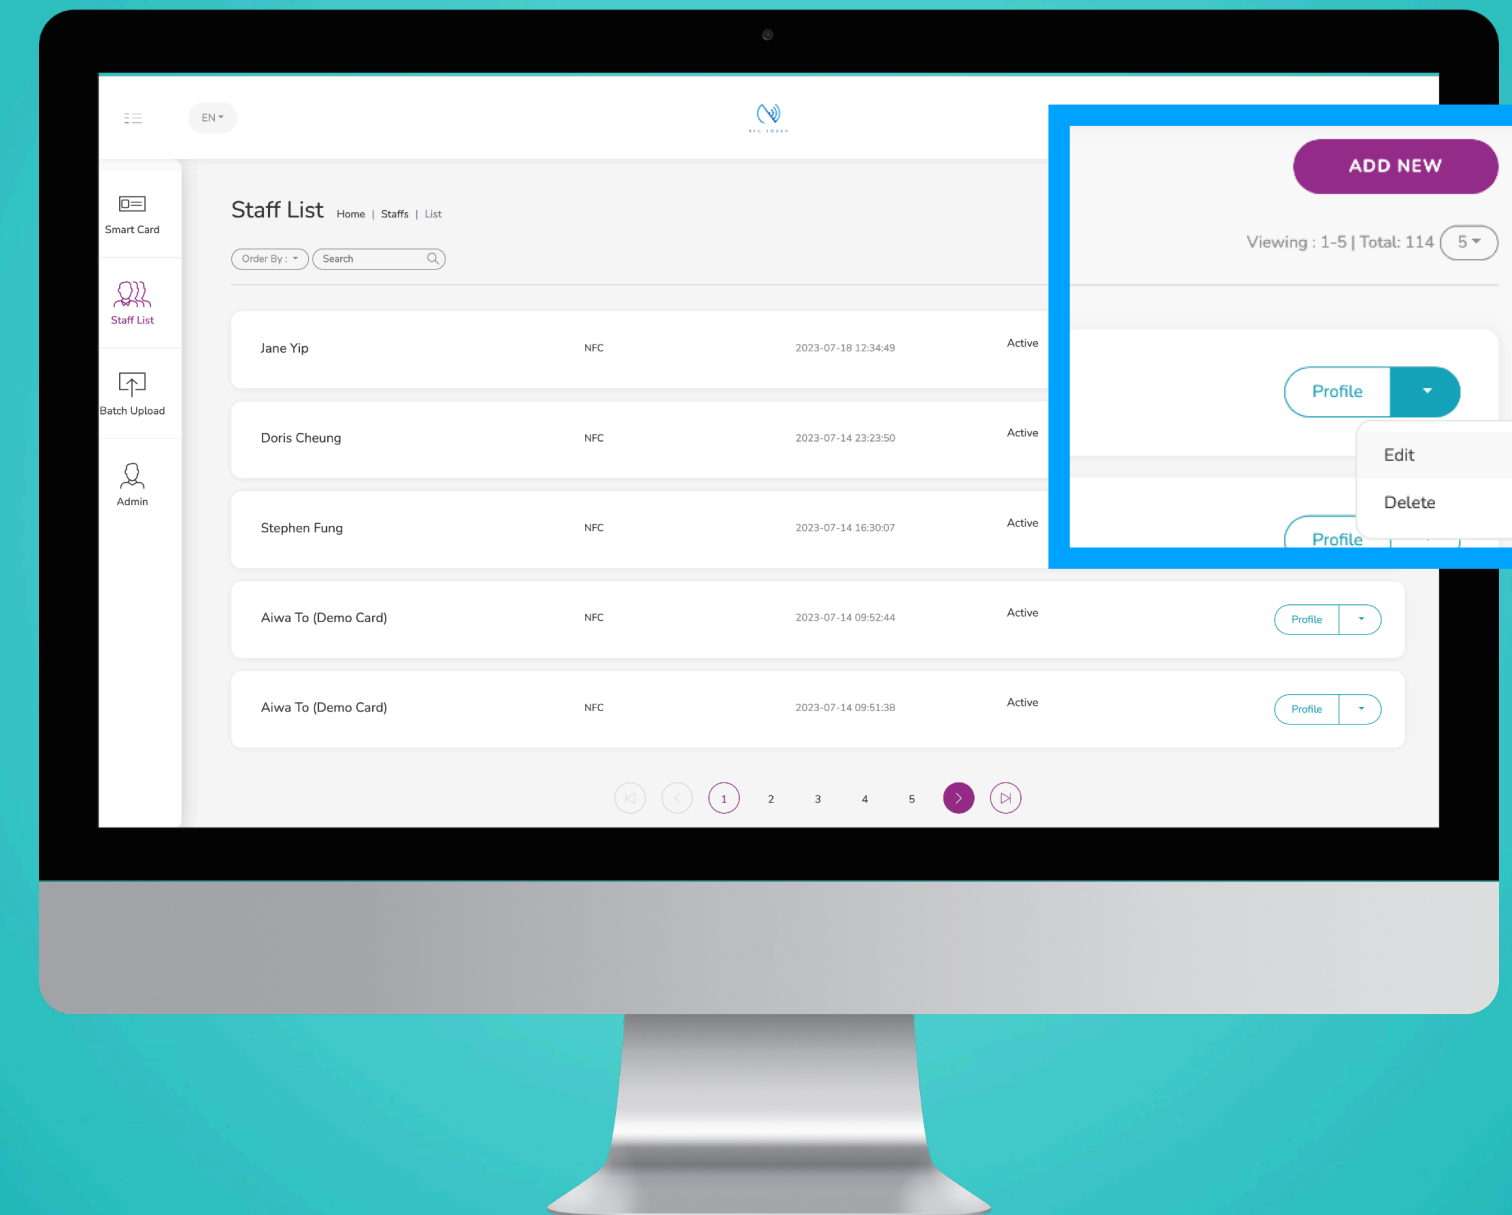 EN
NFC TOUCH
ADD NEW
Viewing : 1-5 | Total: 114 5
Smart Card
Staff List
Batch Upload
Admin
Staff List Home | Staffs | List
Order By : Search
Jane Yip NFC 2023-07-18 12:34:49 Active
Profile
Edit
Delete
Doris Cheung NFC 2023-07-14 23:23:50 Active
Profile
Stephen Fung NFC 2023-07-14 16:30:07 Active
Aiwa To (Demo Card) NFC 2023-07-14 09:52:44 Active Profile
Aiwa To (Demo Card) NFC 2023-07-14 09:51:38 Active Profile
1 2 3 4 5